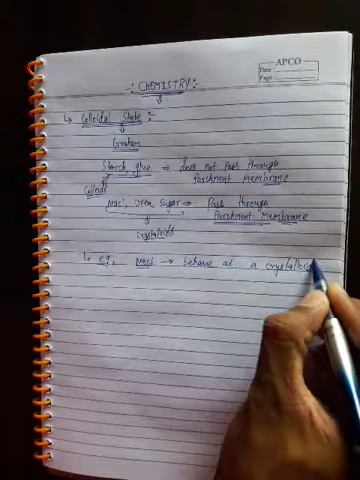 APCO
Date
Page
-: CHEMISTRY :-
↳ Colloidal State :-
Graham
Starch, glue ⇒ does not Pass through
Parchment Membrane
Colloid
Nacl, Urea, Sugar ⇒ Pass through
Parchment Membrane
Crystalloids
↳ eg, Nacl → behave as a crystalloid